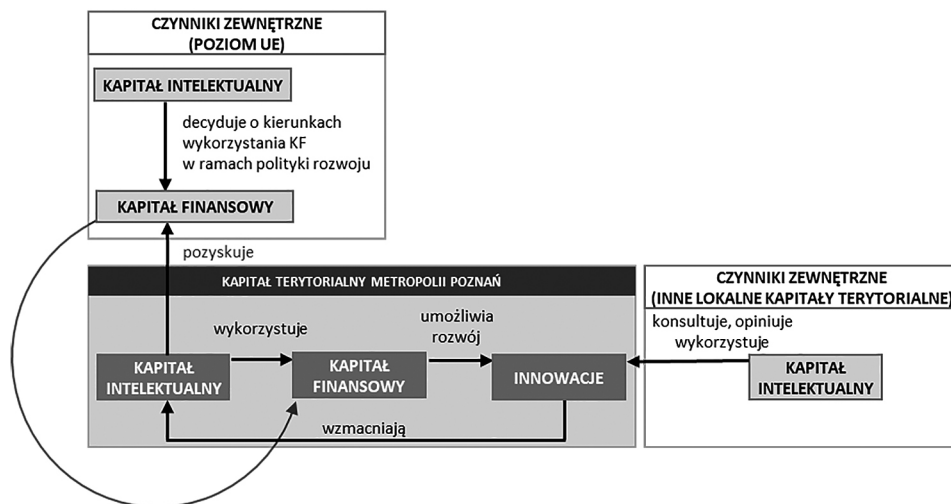 CZYNNIKI ZEWNĘTRZNE
(POZIOM UE)
KAPITAŁ INTELEKTUALNY
decyduje o kierunkach
wykorzystania KF
w ramach polityki rozwoju
KAPITAŁ FINANSOWY
pozyskuje
KAPITAŁ TERYTORIALNY METROPOLII POZNAŃ
wykorzystuje
umożliwia
rozwój
KAPITAŁ
INTELEKTUALNY
KAPITAŁ
FINANSOWY
INNOWACJE
wzmacniają
CZYNNIKI ZEWNĘTRZNE
(INNE LOKALNE KAPITAŁY TERYTORIALNE)
konsultuje, opiniuje
wykorzystuje
KAPITAŁ
INTELEKTUALNY